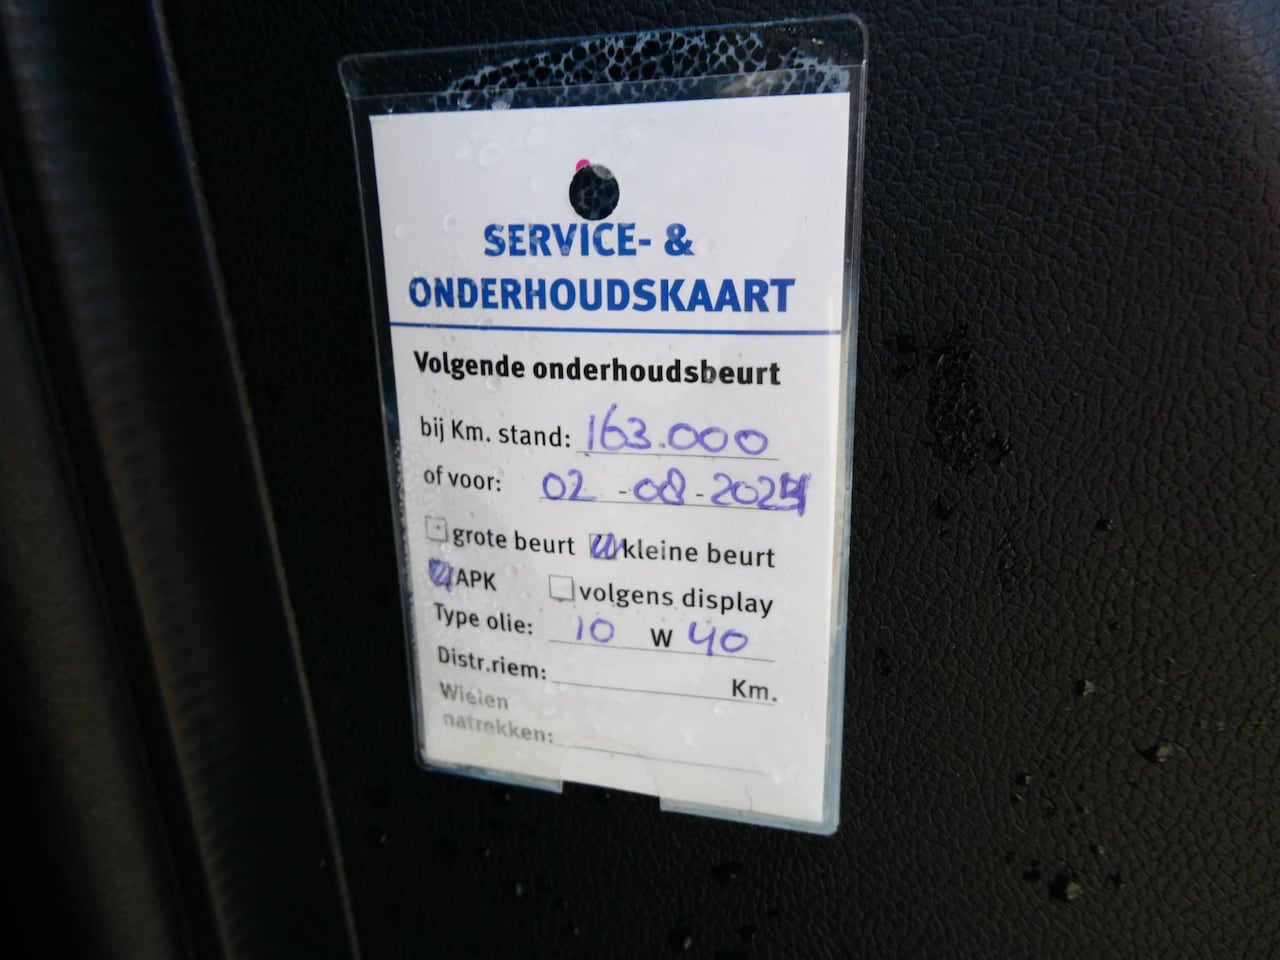 SERVICE- &
ONDERHOUDSKAART
Volgende onderhoudsbeurt
bij Km. stand: 163.000
of voor: 02 - 08 - 2024
grote beurt kleine beurt
APK volgens display
Type olie: 10 W 40
Distr.riem: Km.
Wielen
natrekken: